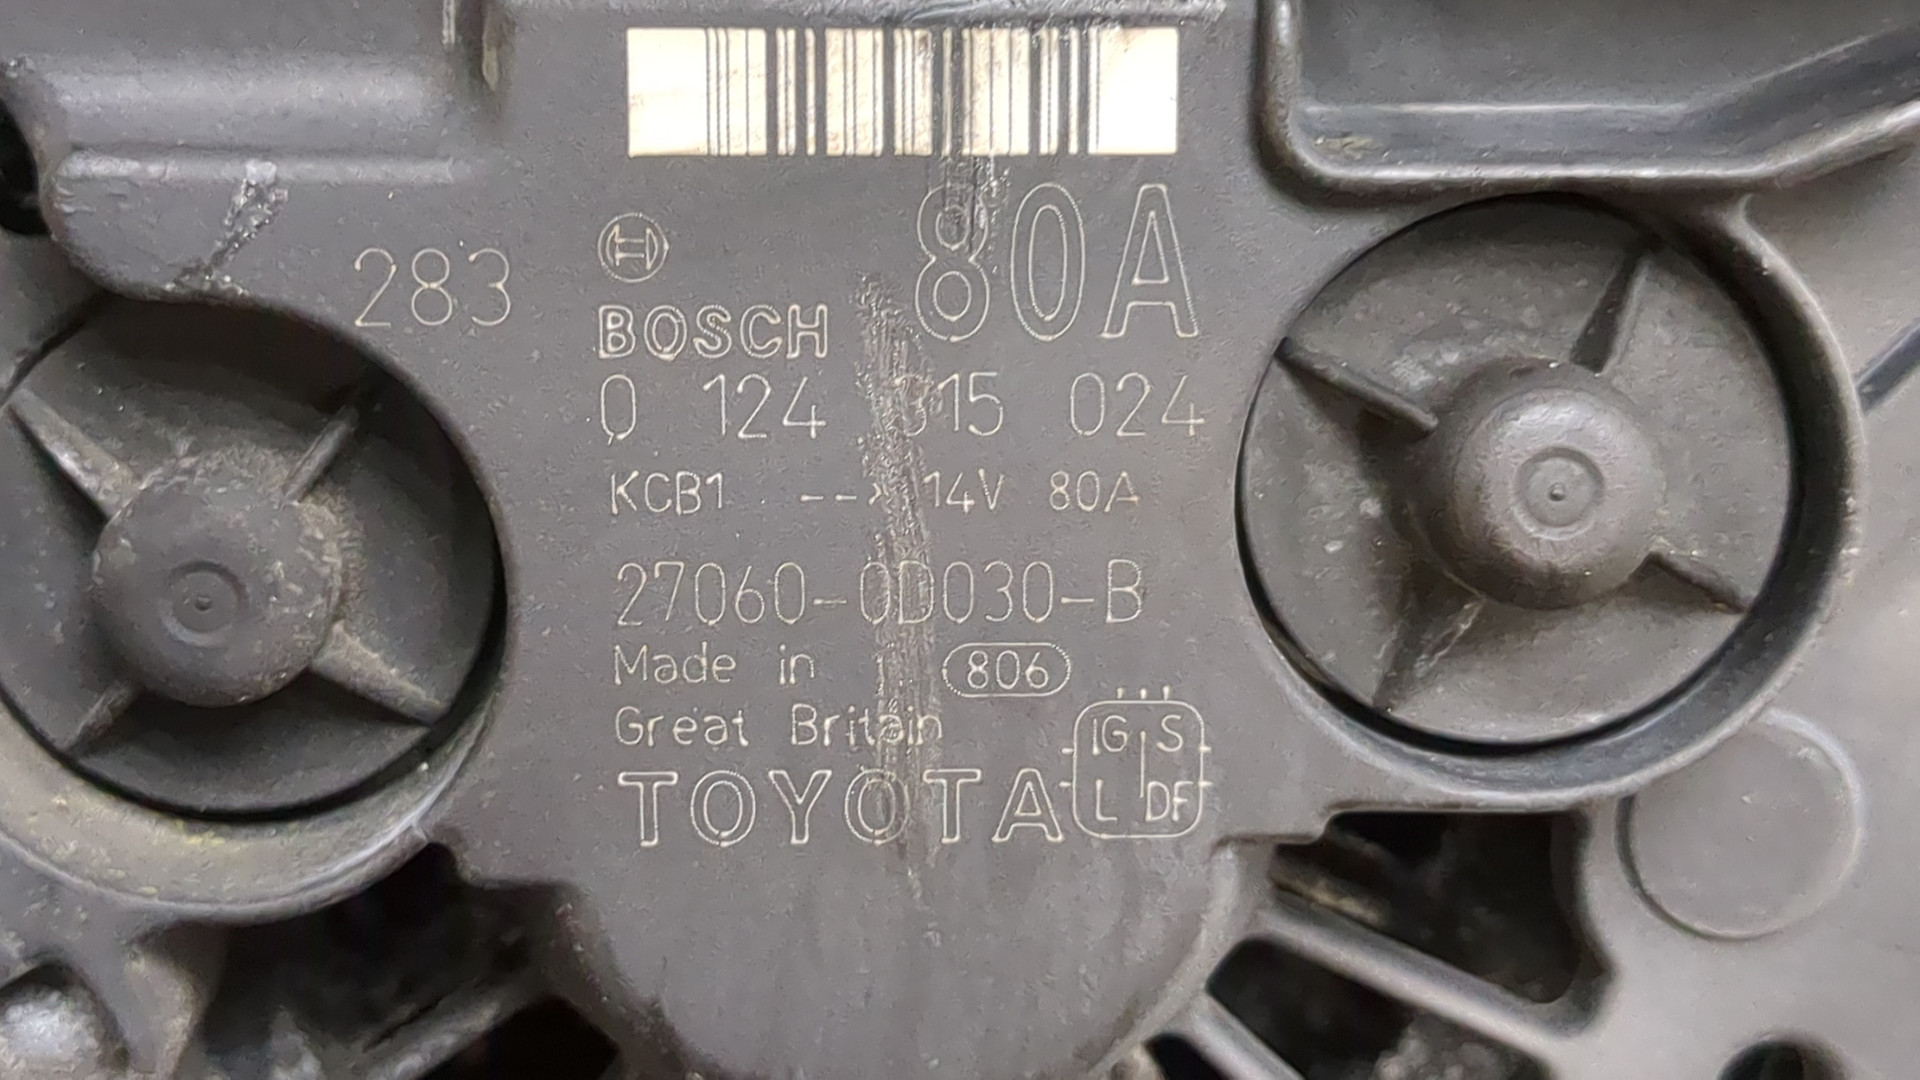 80A
283
BOSCH
0 124 315 024
KCB1 --> 14V 80A
27060-0D030-B
Made in 806
Great Britain
TOYOTA
IG S
L DF